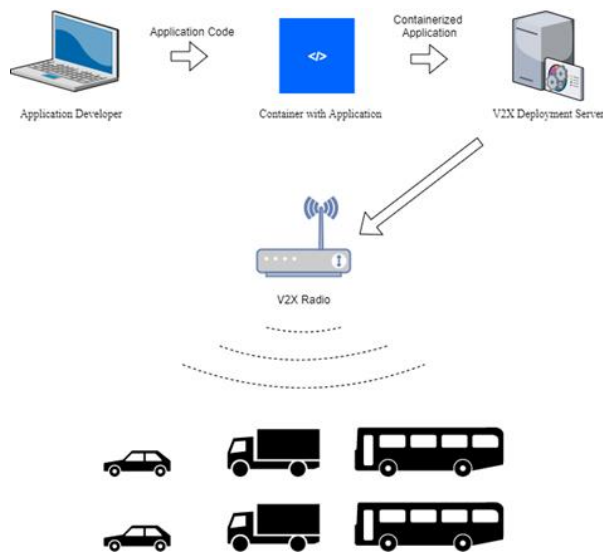 Application Code
Containerized
Application
</>
Application Developer
Container with Application
V2X Deployment Server
V2X Radio